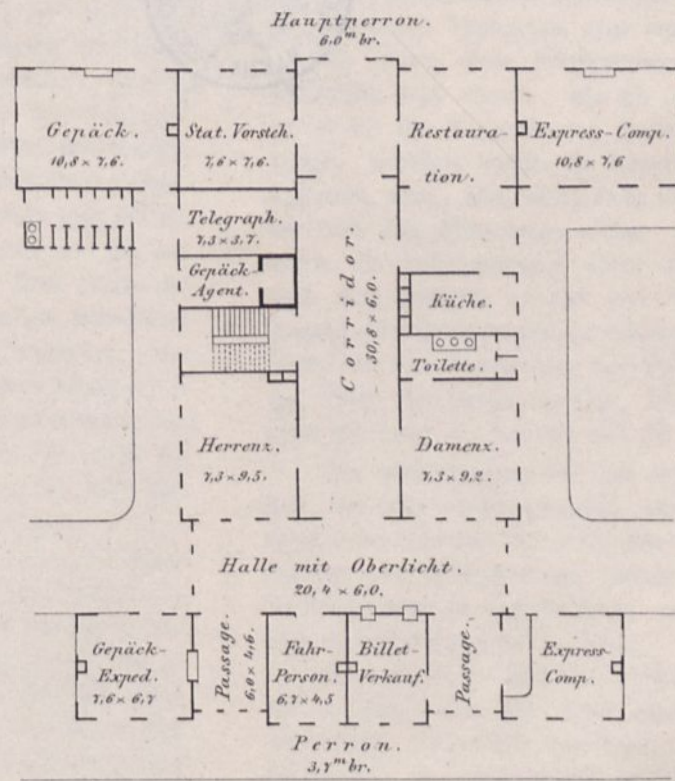 Hauptperron.
6,0ᵐ br.
Gepäck.
10,8 × 7,6.
Stat. Vorsteh.
7,6 × 7,6.
Restaura-
tion.
Express-Comp.
10,8 × 7,6
Telegraph.
7,3 × 3,7.
Gepäck-
Agent.
Corridor.
30,8 × 6,0.
Küche.
Toilette.
Herrenz.
7,3 × 9,5.
Damenz.
7,3 × 9,2.
Halle mit Oberlicht.
20,4 × 6,0.
Gepäck-
Exped.
7,6 × 6,7
Passage.
6,0 × 4,6.
Fahr-
Person.
6,7 × 4,5
Billet-
Verkauf.
Passage.
Express-
Comp.
Perron.
3,7ᵐ br.